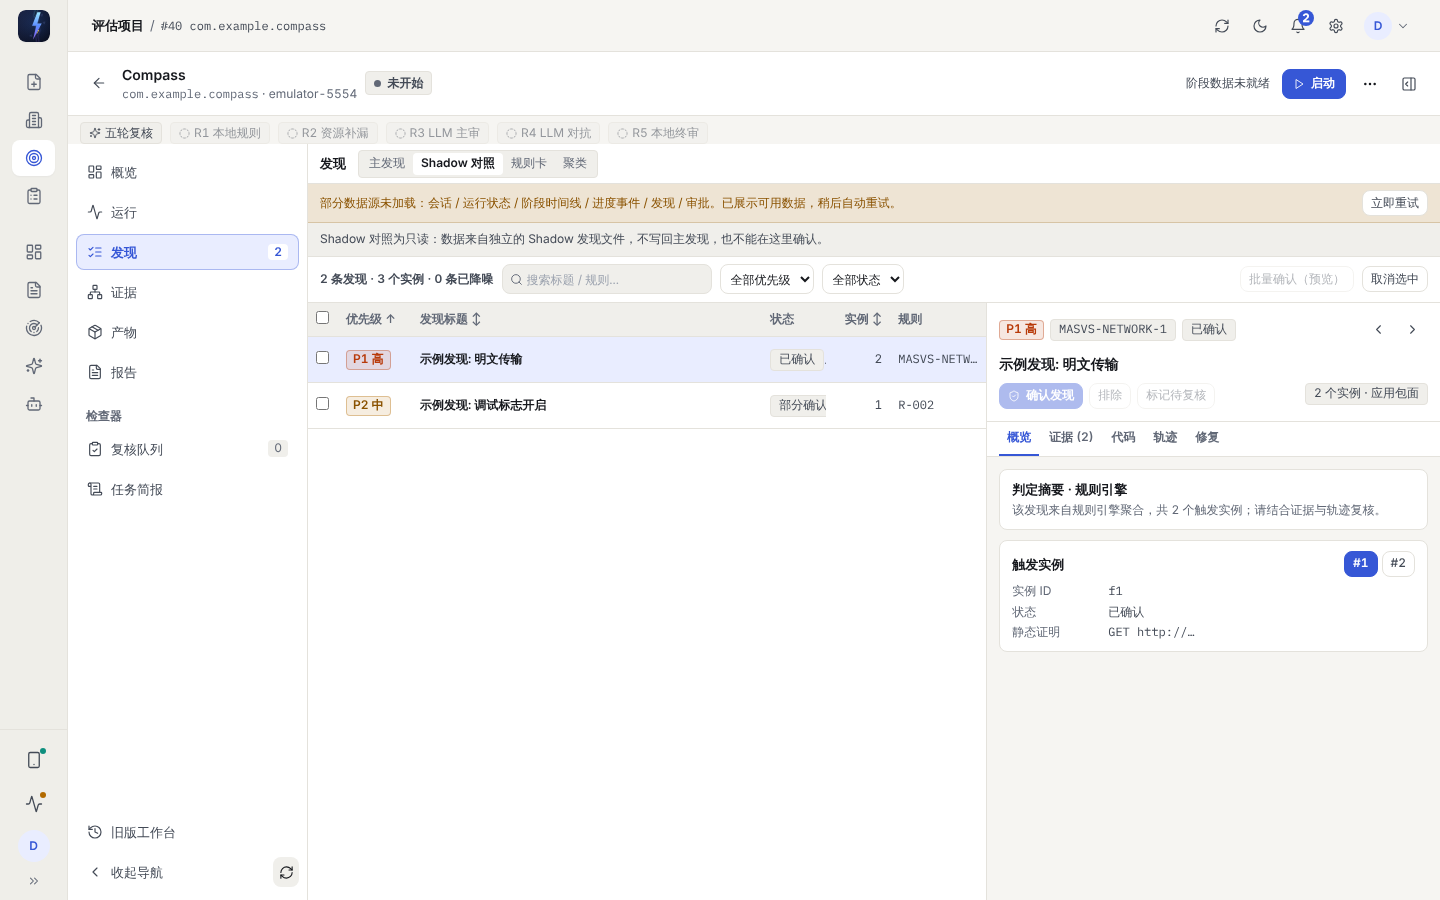 评估项目 / #40 com.example.compass
2
D
Compass
com.example.compass · emulator-5554
未开始
阶段数据未就绪
启动
五轮复核
R1 本地规则
R2 资源补漏
R3 LLM 主审
R4 LLM 对抗
R5 本地终审
概览
运行
发现 2
证据
产物
报告
检查器
复核队列 0
任务简报
旧版工作台
收起导航
D
发现
主发现
Shadow 对照
规则卡
聚类
部分数据源未加载：会话 / 运行状态 / 阶段时间线 / 进度事件 / 发现 / 审批。已展示可用数据，稍后自动重试。
立即重试
Shadow 对照为只读：数据来自独立的 Shadow 发现文件，不写回主发现，也不能在这里确认。
2 条发现 · 3 个实例 · 0 条已降噪
搜索标题 / 规则...
全部优先级
全部状态
批量确认（预览）
取消选中
优先级 发现标题 状态 实例 规则
P1 高 示例发现: 明文传输 已确认 2 MASVS-NETW…
P2 中 示例发现: 调试标志开启 部分确认 1 R-002
P1 高
MASVS-NETWORK-1
已确认
示例发现: 明文传输
确认发现
排除
标记待复核
2 个实例 · 应用包面
概览
证据 (2)
代码
轨迹
修复
判定摘要 · 规则引擎
该发现来自规则引擎聚合，共 2 个触发实例；请结合证据与轨迹复核。
触发实例
#1
#2
实例 ID f1
状态 已确认
静态证明 GET http://…